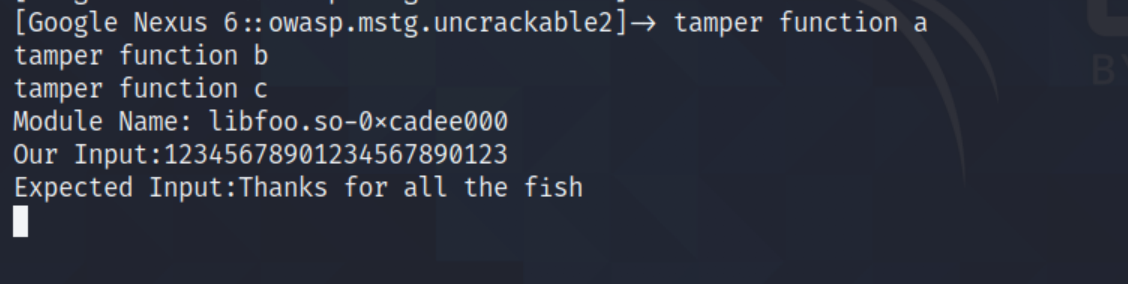 [Google Nexus 6::owasp.mstg.uncrackable2]→ tamper function a
tamper function b
tamper function c
Module Name: libfoo.so-0×cadee000
Our Input:12345678901234567890123
Expected Input:Thanks for all the fish